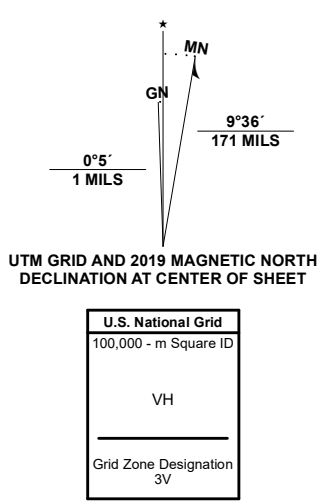 ★
MN
GN
9°36´
171 MILS
0°5´
1 MILS
UTM GRID AND 2019 MAGNETIC NORTH
DECLINATION AT CENTER OF SHEET
U.S. National Grid
100,000 - m Square ID
VH
Grid Zone Designation
3V